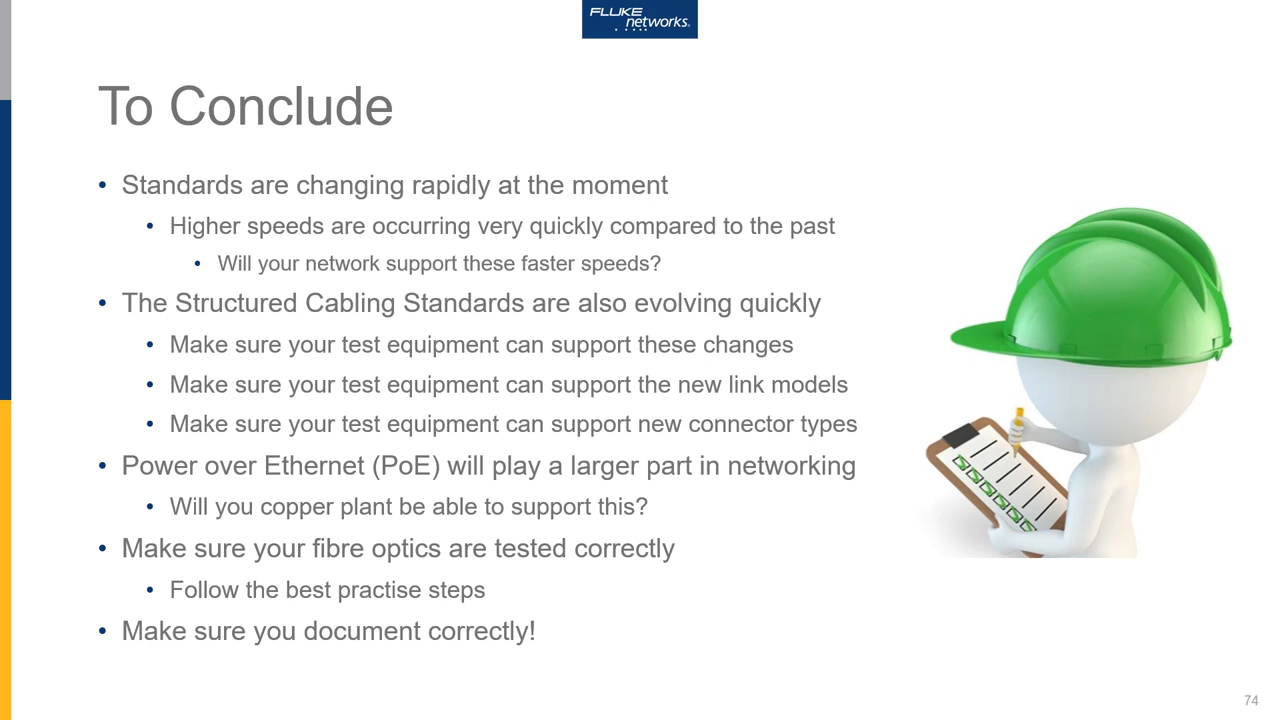 FLUKE
networks®
To Conclude
• Standards are changing rapidly at the moment
• Higher speeds are occurring very quickly compared to the past
• Will your network support these faster speeds?
• The Structured Cabling Standards are also evolving quickly
• Make sure your test equipment can support these changes
• Make sure your test equipment can support the new link models
• Make sure your test equipment can support new connector types
• Power over Ethernet (PoE) will play a larger part in networking
• Will you copper plant be able to support this?
• Make sure your fibre optics are tested correctly
• Follow the best practise steps
• Make sure you document correctly!
74